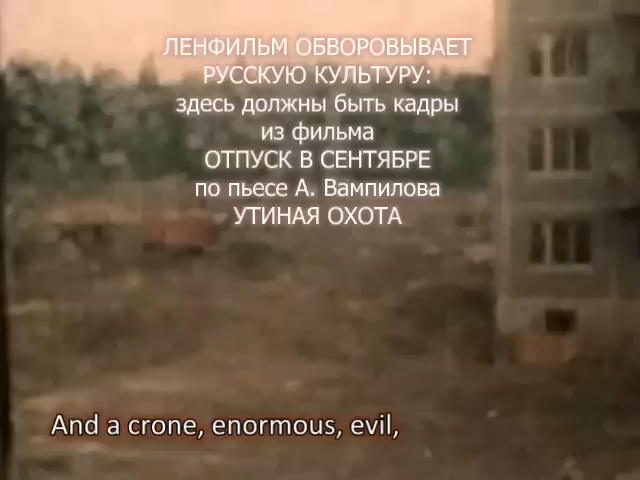 ЛЕНФИЛЬМ ОБВОРОВЫВАЕТ
РУССКУЮ КУЛЬТУРУ:
здесь должны быть кадры
из фильма
ОТПУСК В СЕНТЯБРЕ
по пьесе А. Вампилова
УТИНАЯ ОХОТА
And a crone, enormous, evil,